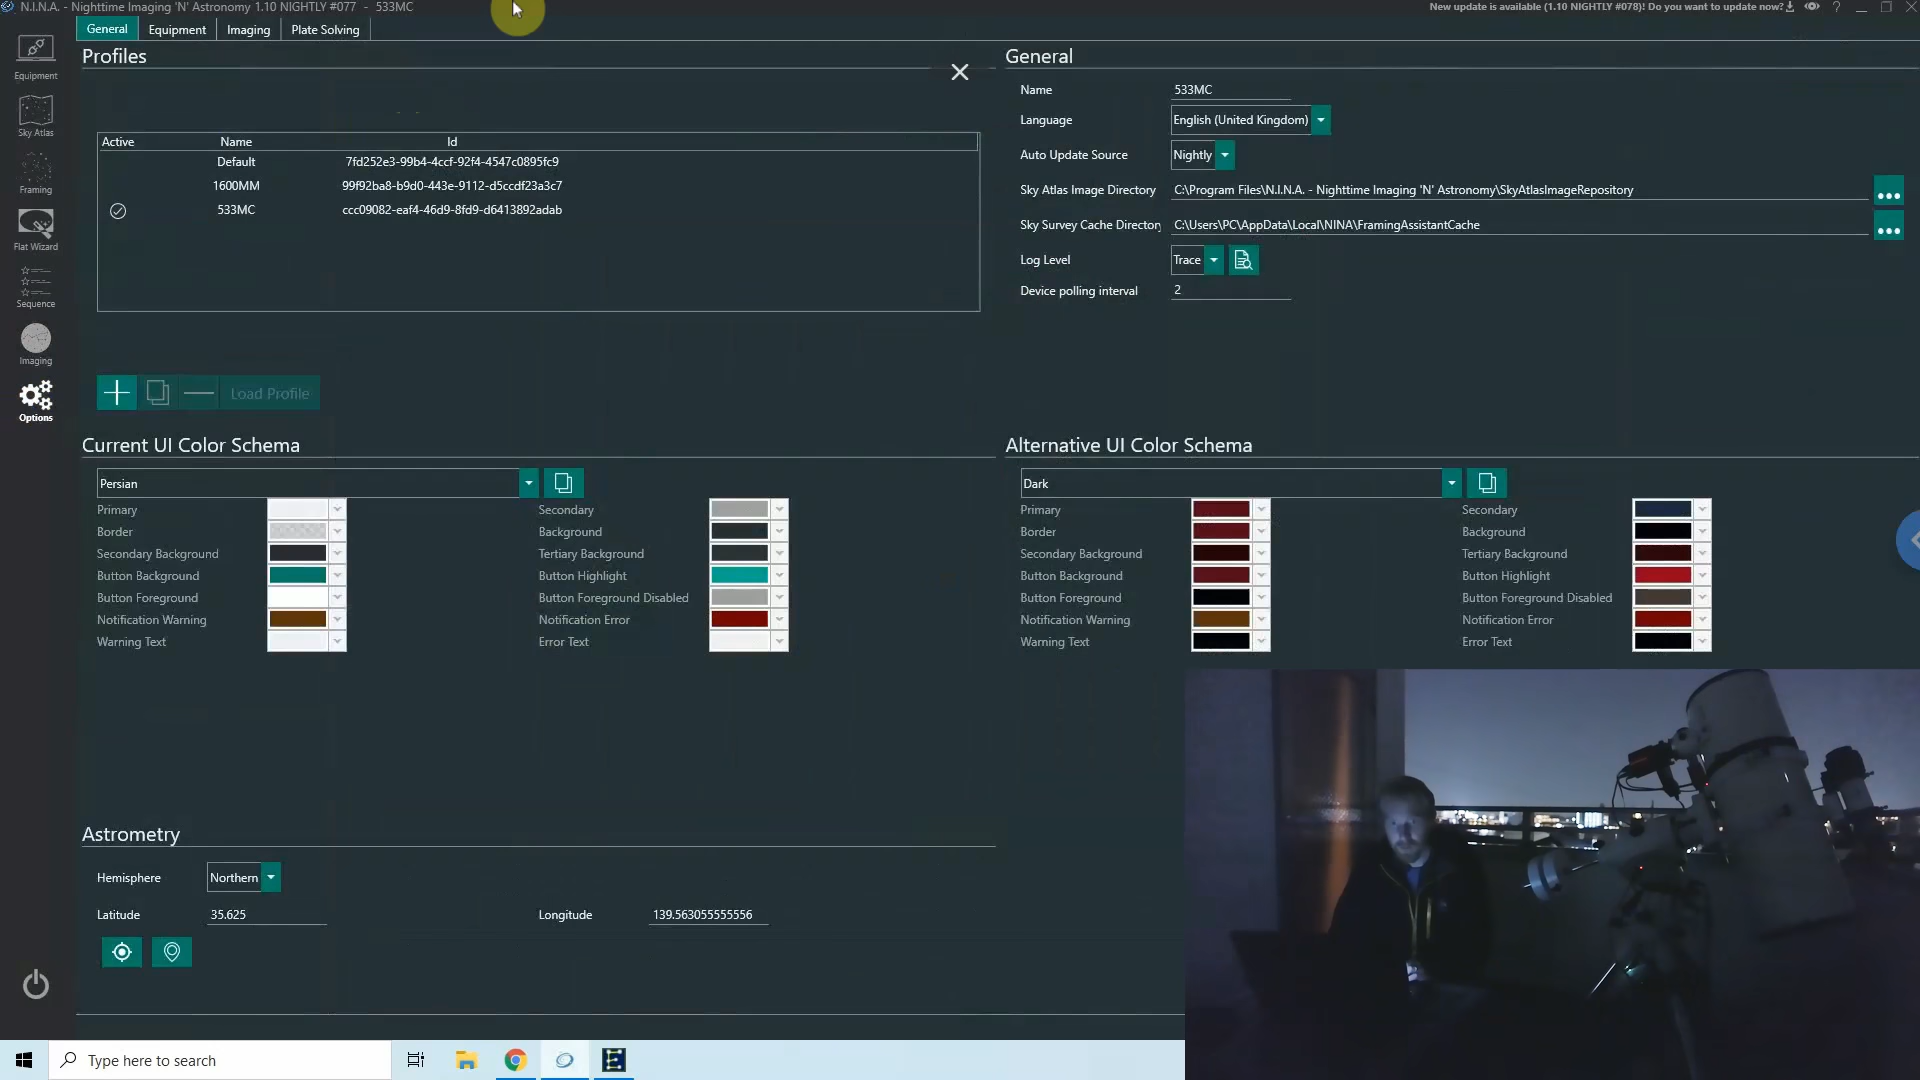 N.I.N.A. - Nighttime Imaging 'N' Astronomy 1.10 NIGHTLY #077 - 533MC
New update is available (1.10 NIGHTLY #078)! Do you want to update now?
General Equipment Imaging Plate Solving
Equipment
Sky Atlas
Framing
Flat Wizard
Sequence
Imaging
Options
Profiles
Active Name Id
Default 7fd252e3-99b4-4ccf-92f4-4547c0895fc9
1600MM 99f92ba8-b9d0-443e-9112-d5ccdf23a3c7
533MC ccc09082-eaf4-46d9-8fd9-d6413892adab
Load Profile
General
Name 533MC
Language English (United Kingdom)
Auto Update Source Nightly
Sky Atlas Image Directory C:\Program Files\N.I.N.A. - Nighttime Imaging 'N' Astronomy\SkyAtlasImageRepository
Sky Survey Cache Directory C:\Users\PC\AppData\Local\NINA\FramingAssistantCache
Log Level Trace
Device polling interval 2
Current UI Color Schema
Persian
Primary Secondary
Border Background
Secondary Background Tertiary Background
Button Background Button Highlight
Button Foreground Button Foreground Disabled
Notification Warning Notification Error
Warning Text Error Text
Alternative UI Color Schema
Dark
Primary Secondary
Border Background
Secondary Background Tertiary Background
Button Background Button Highlight
Button Foreground Button Foreground Disabled
Notification Warning Notification Error
Warning Text Error Text
Astrometry
Hemisphere Northern
Latitude 35.625 Longitude 139.563055555556
Type here to search